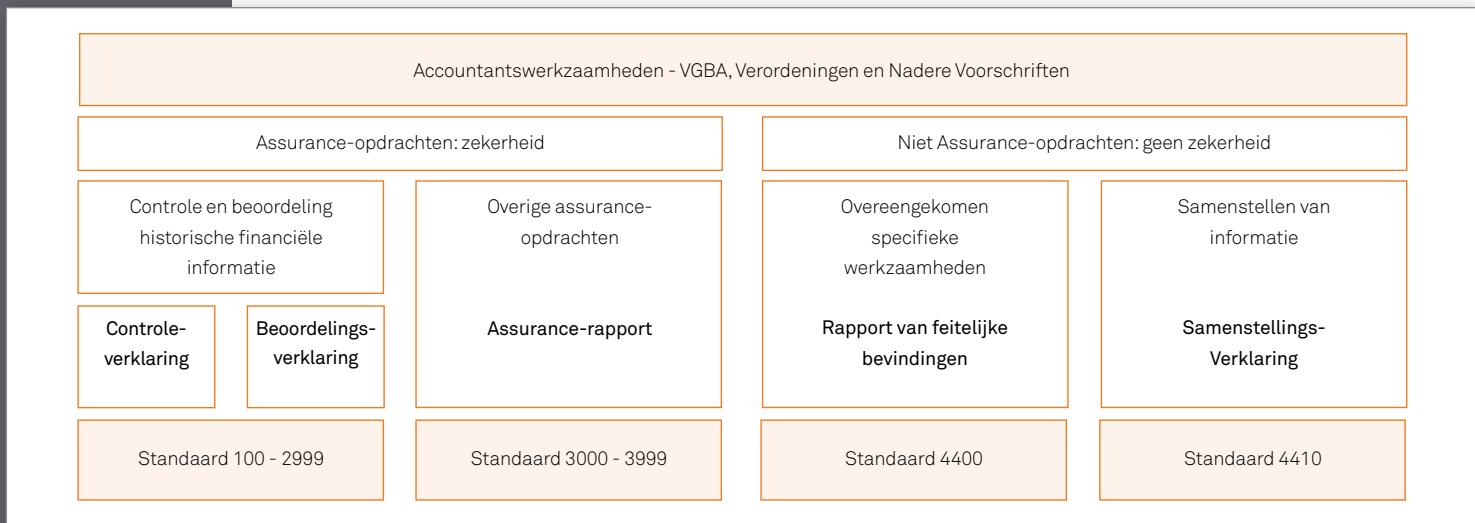 Accountantswerkzaamheden - VGBA, Verordeningen en Nadere Voorschriften
Assurance-opdrachten: zekerheid
Niet Assurance-opdrachten: geen zekerheid
Controle en beoordeling
historische financiële
informatie
Controle-
verklaring
Beoordelings-
verklaring
Overige assurance-
opdrachten
Assurance-rapport
Overeengekomen
specifieke
werkzaamheden
Rapport van feitelijke
bevindingen
Samenstellen van
informatie
Samenstellings-
Verklaring
Standaard 100 - 2999
Standaard 3000 - 3999
Standaard 4400
Standaard 4410